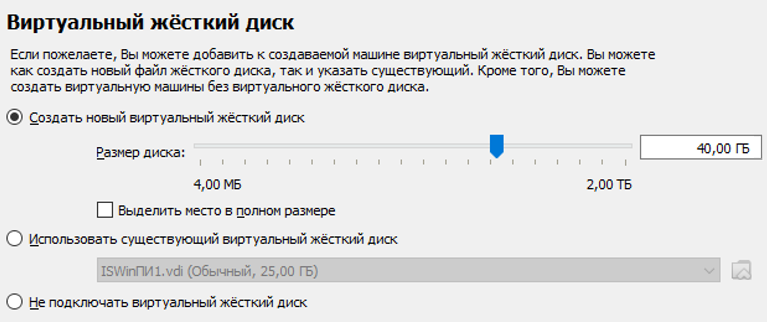 Виртуальный жёсткий диск
Если пожелаете, Вы можете добавить к создаваемой машине виртуальный жёсткий диск. Вы можете
как создать новый файл жёсткого диска, так и указать существующий. Кроме того, Вы можете
создать виртуальную машины без виртуального жёсткого диска.
Создать новый виртуальный жёсткий диск
Размер диска:
40,00 ГБ
4,00 МБ
2,00 ТБ
Выделить место в полном размере
Использовать существующий виртуальный жёсткий диск
ISWinПИ1.vdi (Обычный, 25,00 ГБ)
Не подключать виртуальный жёсткий диск